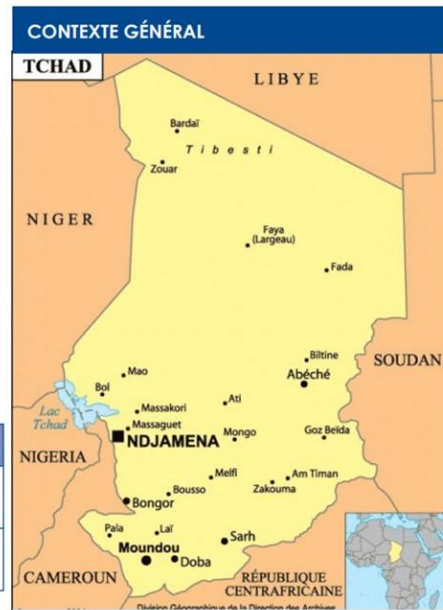 CONTEXTE GÉNÉRAL
TCHAD
LIBYE
Bardaï
Tibesti
Zouar
NIGER
Faya
(Largeau)
Fada
Biltine
SOUDAN
Abéché
Mao
Bol
Ati
Lac
Tchad
Massakori
Massaguet
NDJAMENA
Mongo
Goz Beïda
NIGERIA
Melfi
Am Timan
Zakouma
Bousso
Bongor
Pala
Laï
Sarh
Moundou
Doba
CAMEROUN
RÉPUBLIQUE
CENTRAFRICAINE
Division Géographique de la Direction des Archives